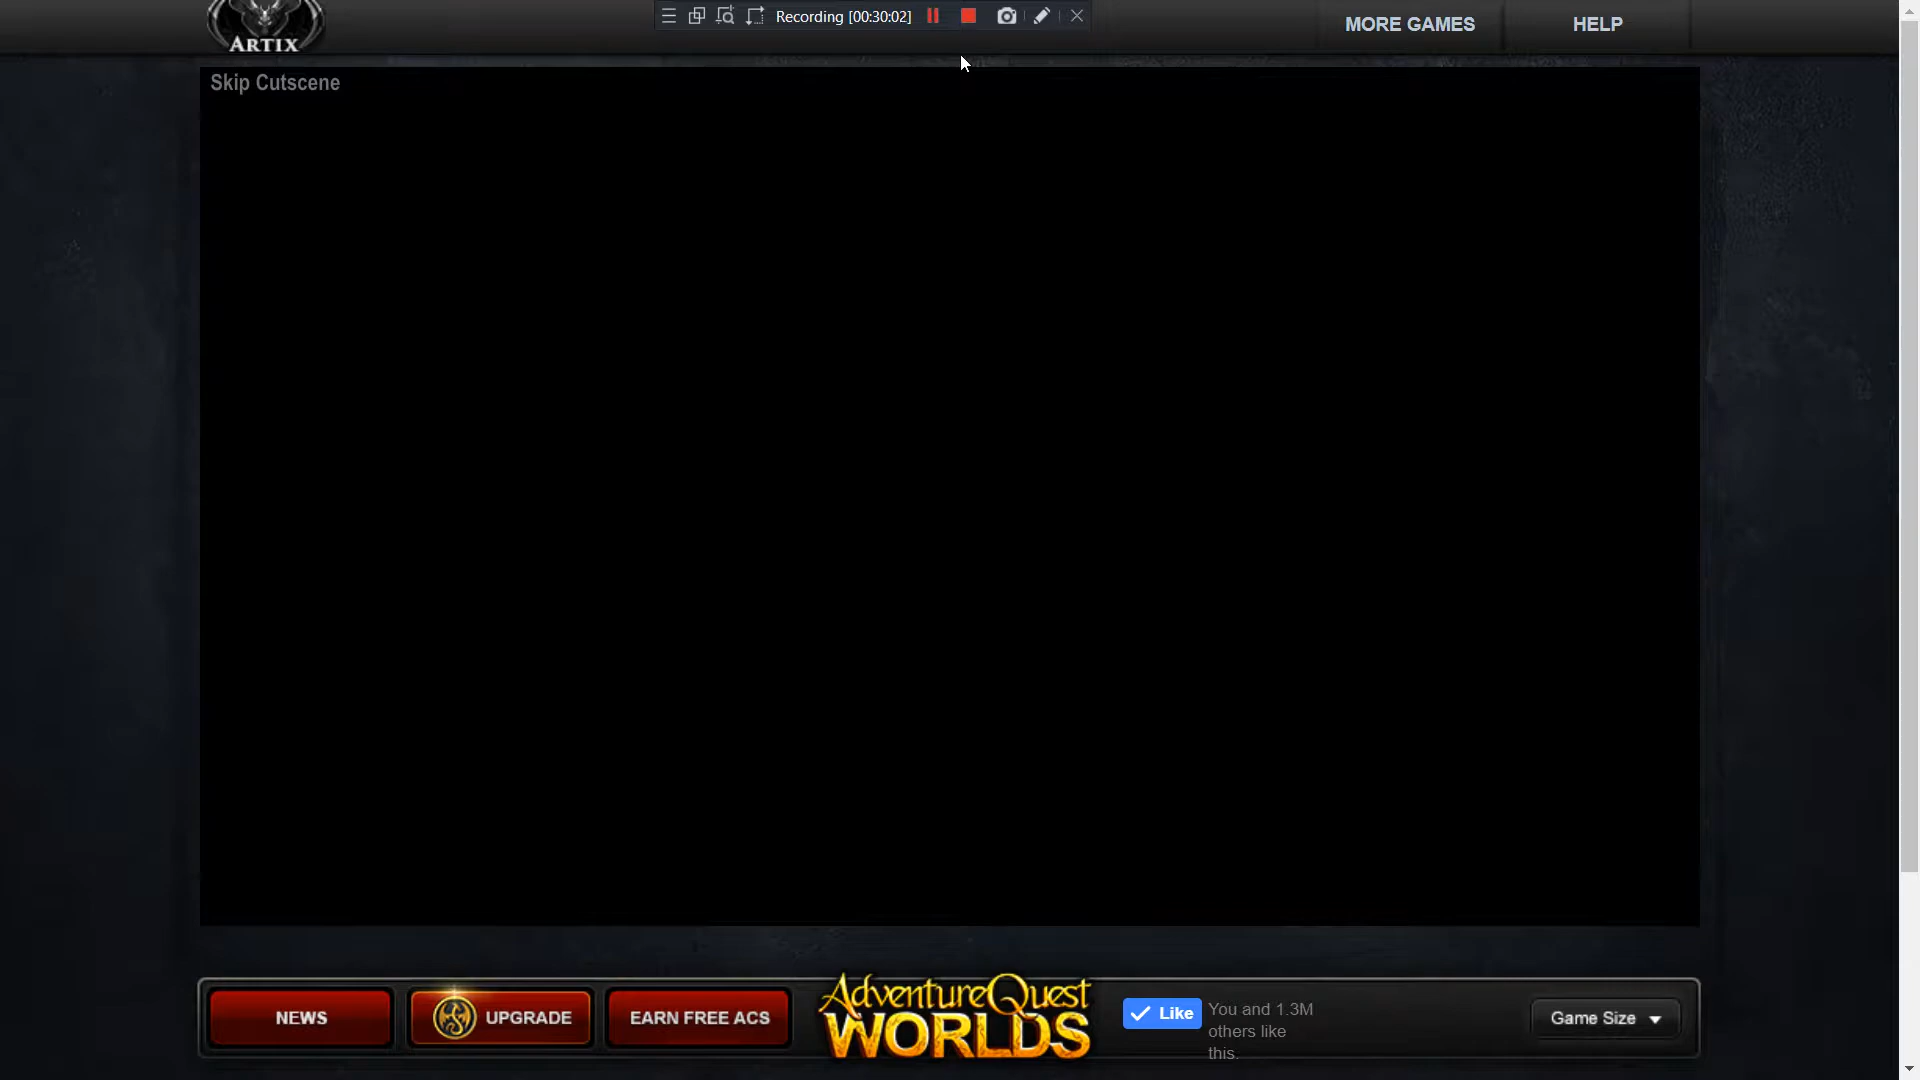 ARTIX
Recording [00:30:02]
MORE GAMES
HELP
Skip Cutscene
NEWS
UPGRADE
EARN FREE ACS
AdventureQuest
WORLDS
Like
You and 1.3M
others like
this.
Game Size